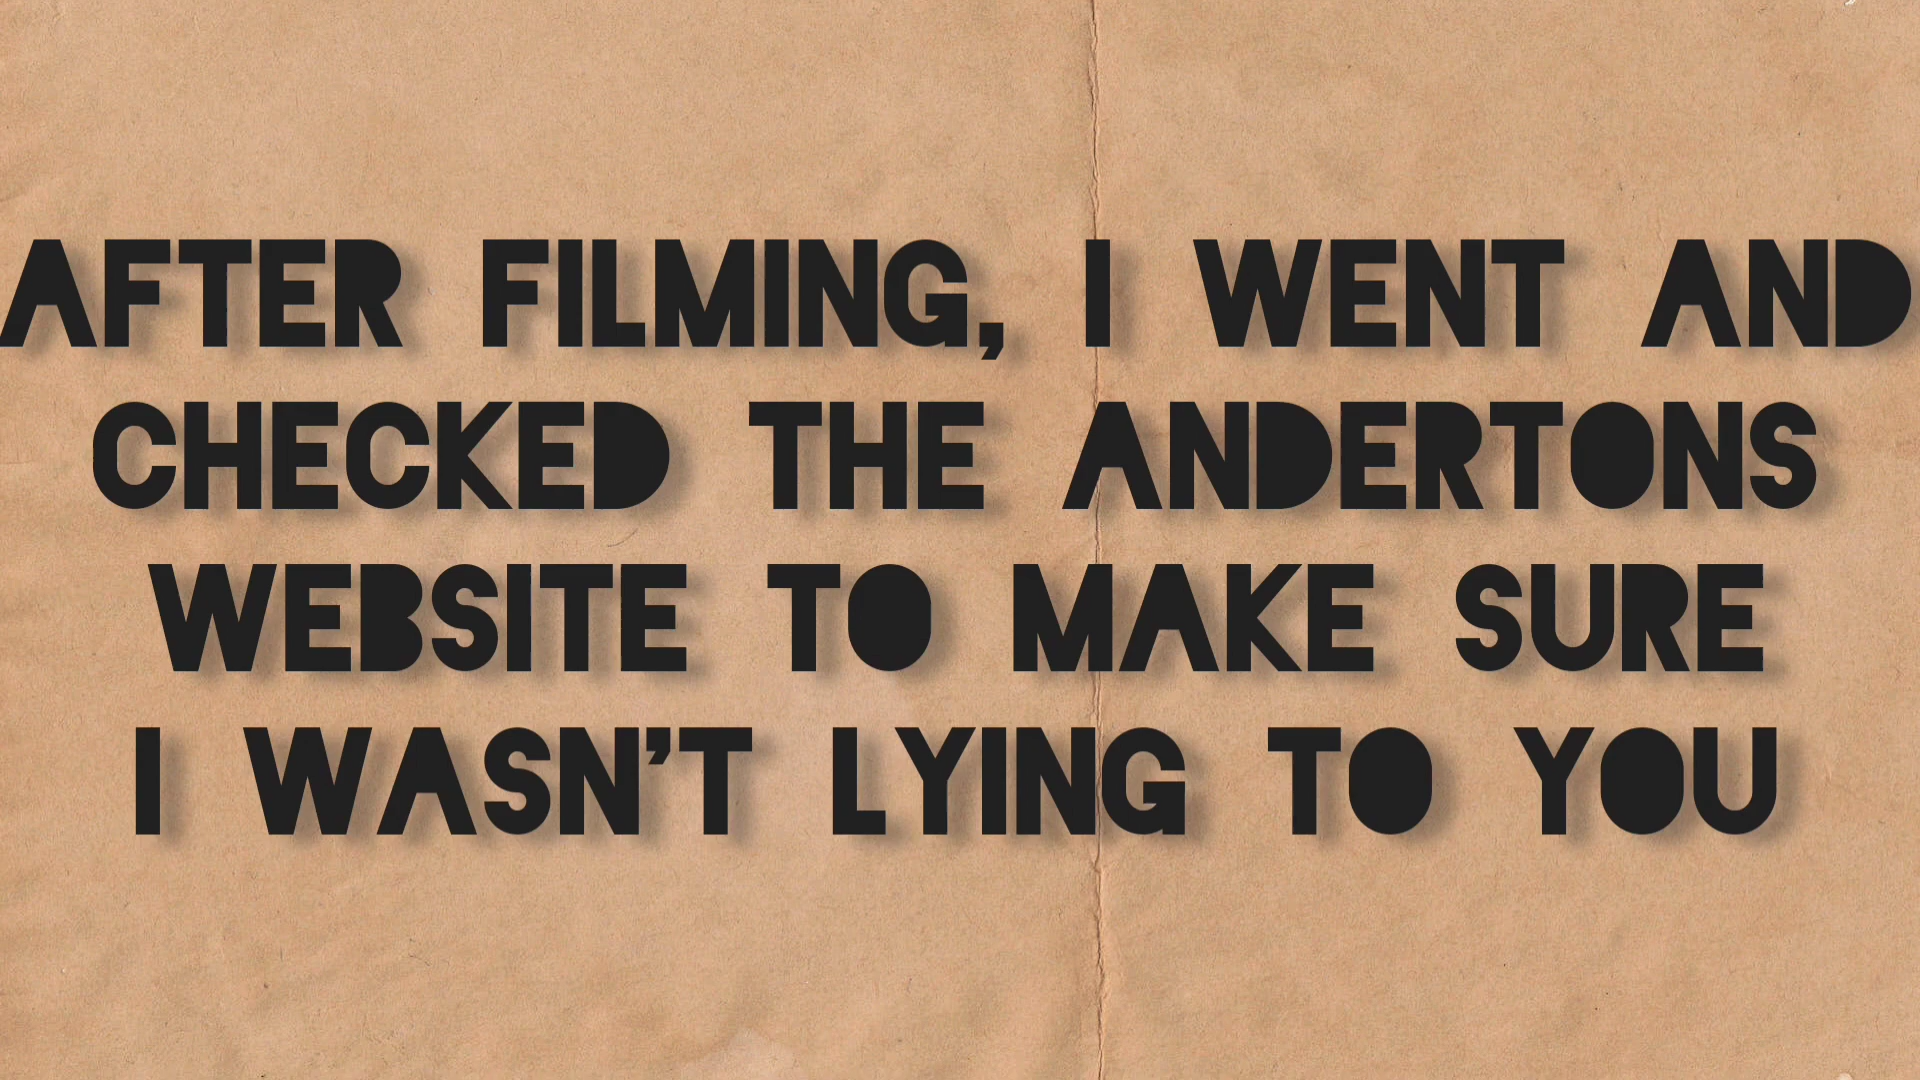 AFTER FILMING, I WENT AND
CHECKED THE ANDERTONS
WEBSITE TO MAKE SURE
I WASN'T LYING TO YOU